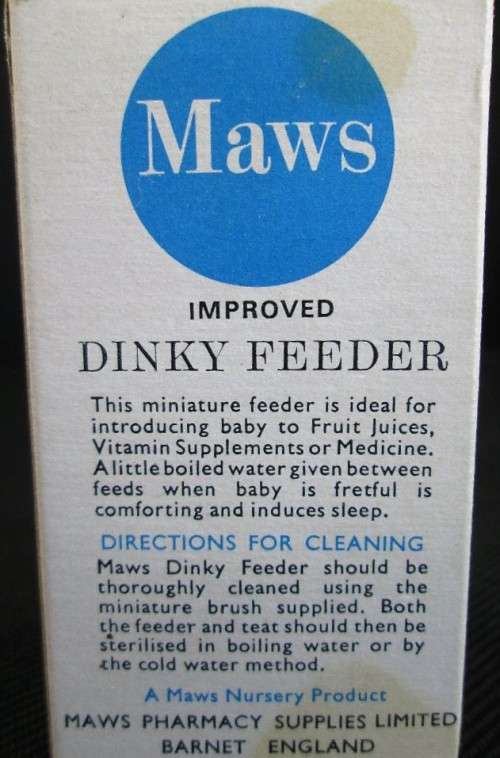 Maws
IMPROVED
DINKY FEEDER
This miniature feeder is ideal for
introducing baby to Fruit Juices,
Vitamin Supplements or Medicine.
A little boiled water given between
feeds when baby is fretful is
comforting and induces sleep.
DIRECTIONS FOR CLEANING
Maws Dinky Feeder should be
thoroughly cleaned using the
miniature brush supplied. Both
the feeder and teat should then be
sterilised in boiling water or by
the cold water method.
A Maws Nursery Product
MAWS PHARMACY SUPPLIES LIMITED
BARNET ENGLAND